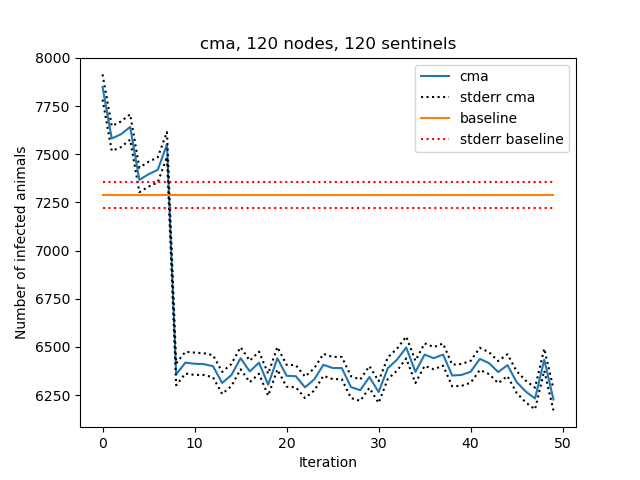 cma, 120 nodes, 120 sentinels
8000
7750
7500
7250
7000
6750
6500
6250
Number of infected animals
cma
stderr cma
baseline
stderr baseline
0
10
20
30
40
50
Iteration